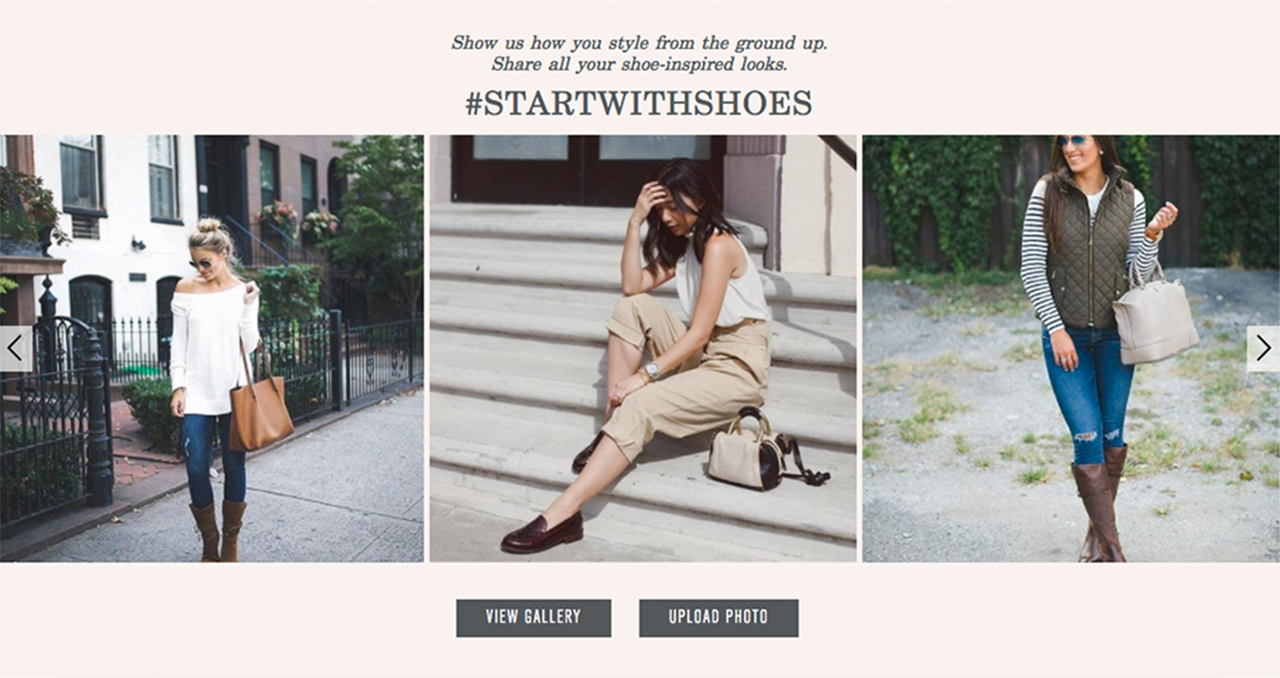 Show us how you style from the ground up.
Share all your shoe-inspired looks.
#STARTWITHSHOES
VIEW GALLERY
UPLOAD PHOTO